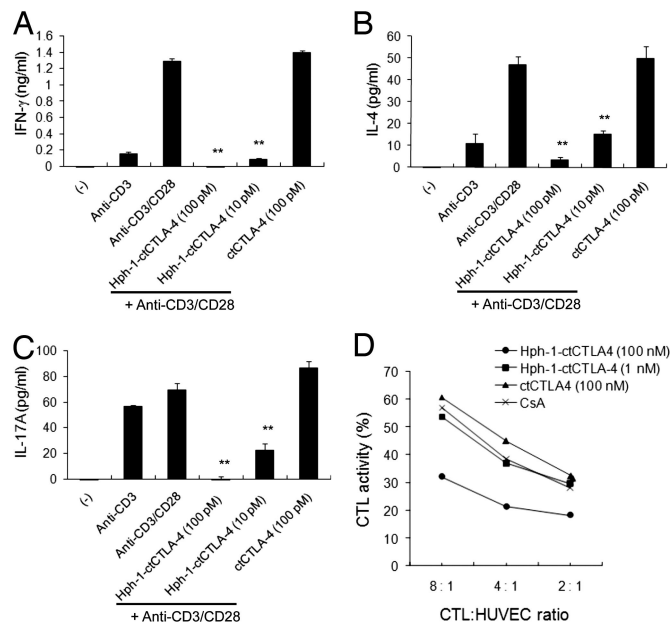 A
IFN-γ (ng/ml)
1.6
1.4
1.2
1
0.8
0.6
0.4
0.2
0
**
**
(-)
Anti-CD3
Anti-CD3/CD28
Hph-1-ctCTLA-4 (100 pM)
Hph-1-ctCTLA-4 (10 pM)
ctCTLA-4 (100 pM)
+ Anti-CD3/CD28
B
IL-4 (pg/ml)
60
50
40
30
20
10
0
**
**
(-)
Anti-CD3
Anti-CD3/CD28
Hph-1-ctCTLA-4 (100 pM)
Hph-1-ctCTLA-4 (10 pM)
ctCTLA-4 (100 pM)
+ Anti-CD3/CD28
C
IL-17A (pg/ml)
100
80
60
40
20
0
**
**
(-)
Anti-CD3
Anti-CD3/CD28
Hph-1-ctCTLA-4 (100 pM)
Hph-1-ctCTLA-4 (10 pM)
ctCTLA-4 (100 pM)
+ Anti-CD3/CD28
D
Hph-1-ctCTLA4 (100 nM)
Hph-1-ctCTLA-4 (1 nM)
ctCTLA4 (100 nM)
CsA
CTL activity (%)
70
60
50
40
30
20
10
0
8 : 1
4 : 1
2 : 1
CTL:HUVEC ratio